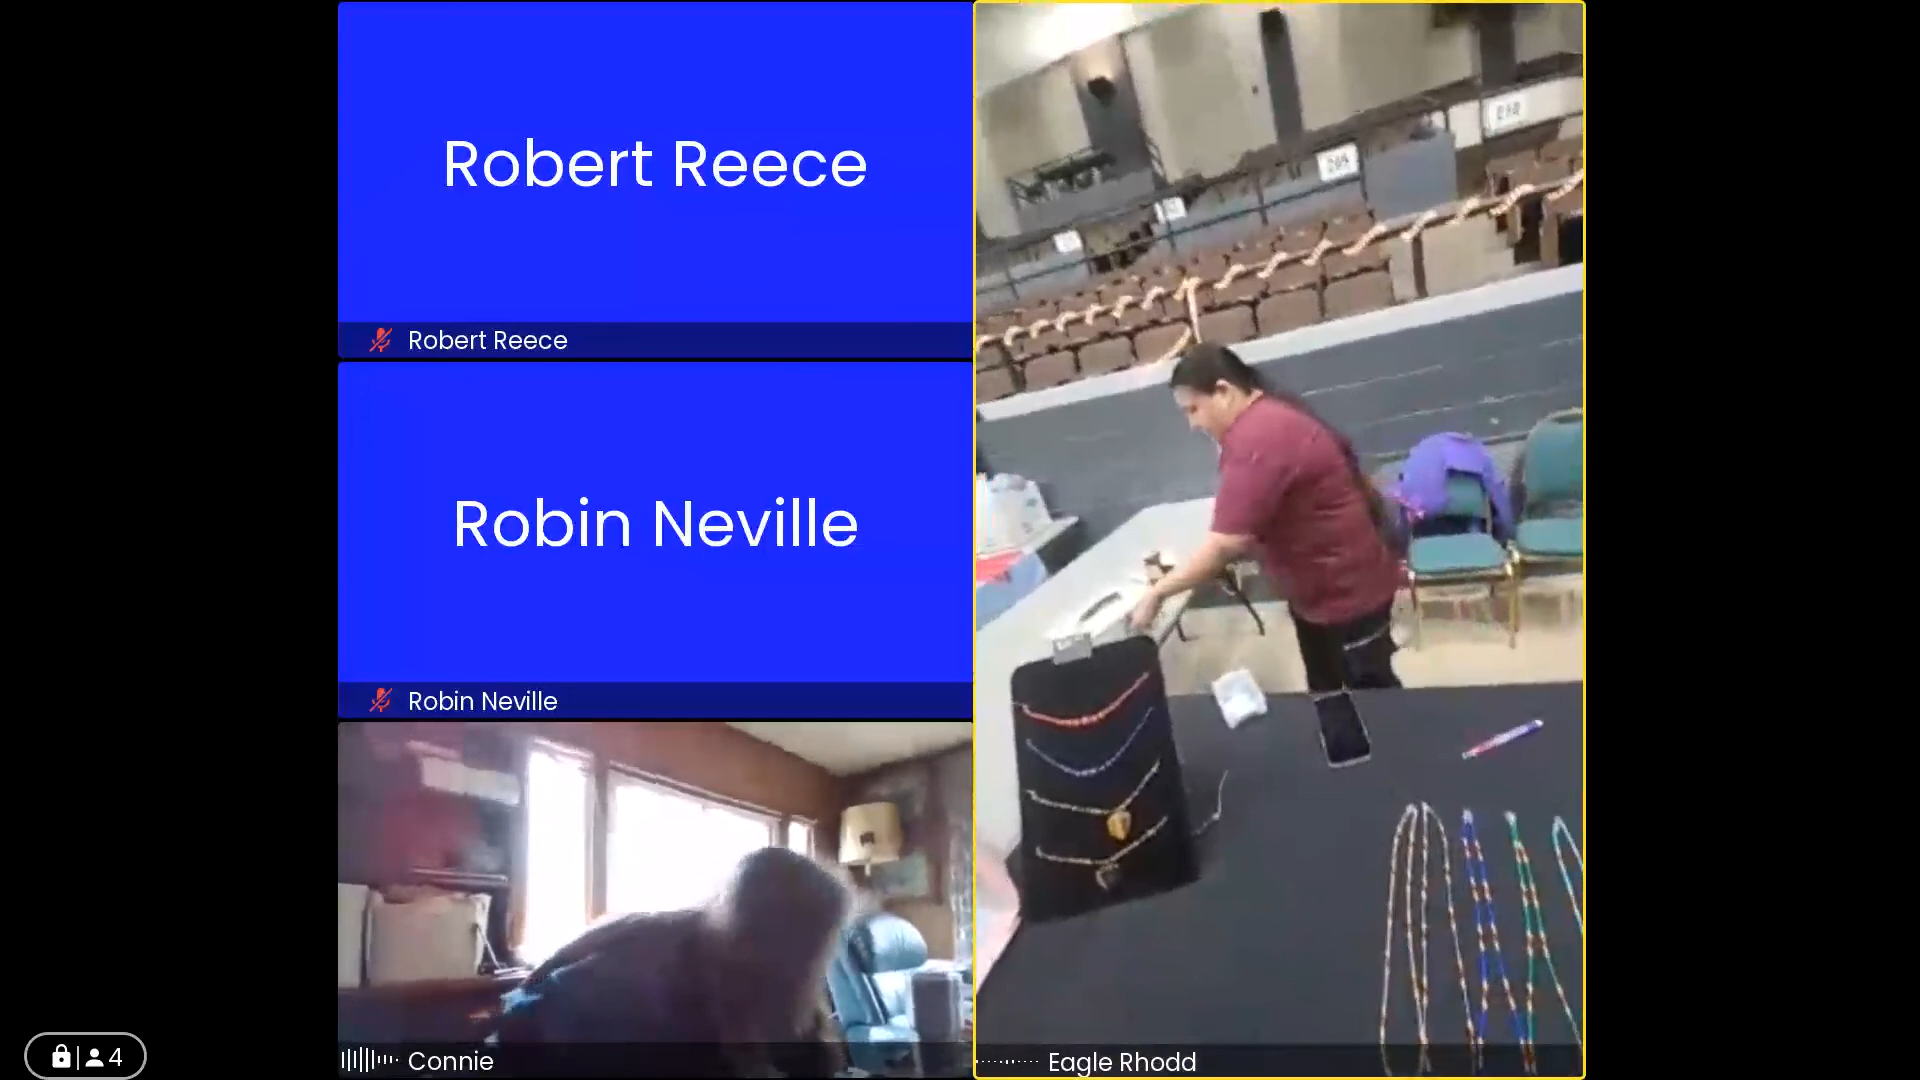 Robert Reece
Robert Reece
Robin Neville
Robin Neville
Connie
Eagle Rhodd
4